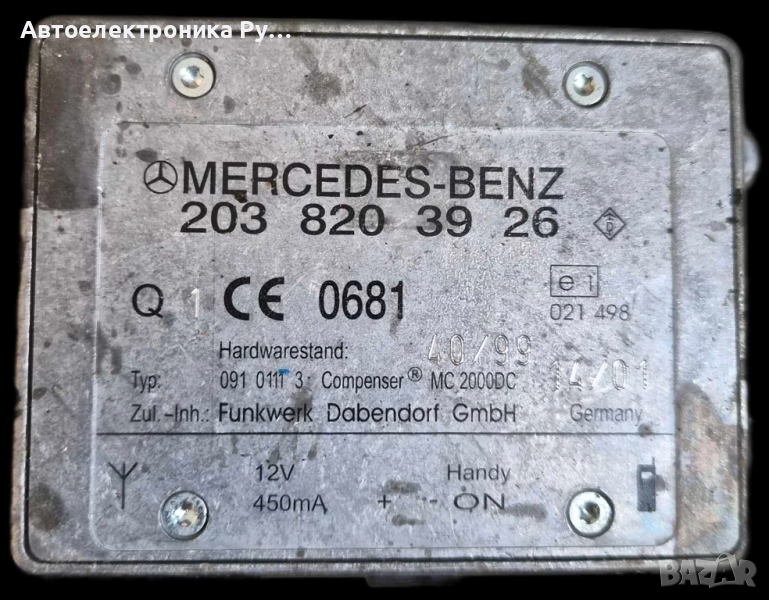 Автоелектроника Ру...
MERCEDES-BENZ
203 820 39 26
D
Q 1 CE 0681
e1
021 498
Hardwarestand: 40/99
Typ: 091 0111 3 Compenser® MC 2000DC 14/01
Zul.-Inh.: Funkwerk Dabendorf GmbH Germany
12V Handy
450mA + - ON
BAZAR